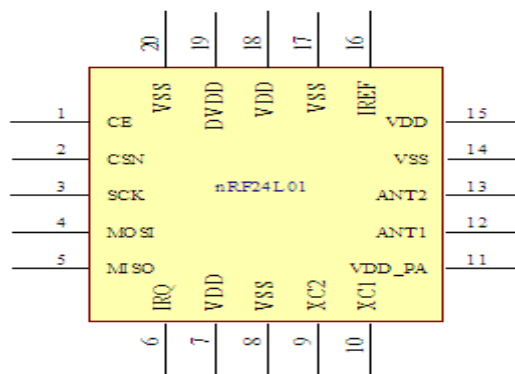 20 19 18 17 16
VSS DVDD VDD VSS IREF
1 CE VDD 15
2 CSN VSS 14
nRF24L01
3 SCK ANT2 13
4 MOSI ANT1 12
5 MISO VDD_PA 11
IRQ VDD VSS XC2 XC1
6 7 8 9 10